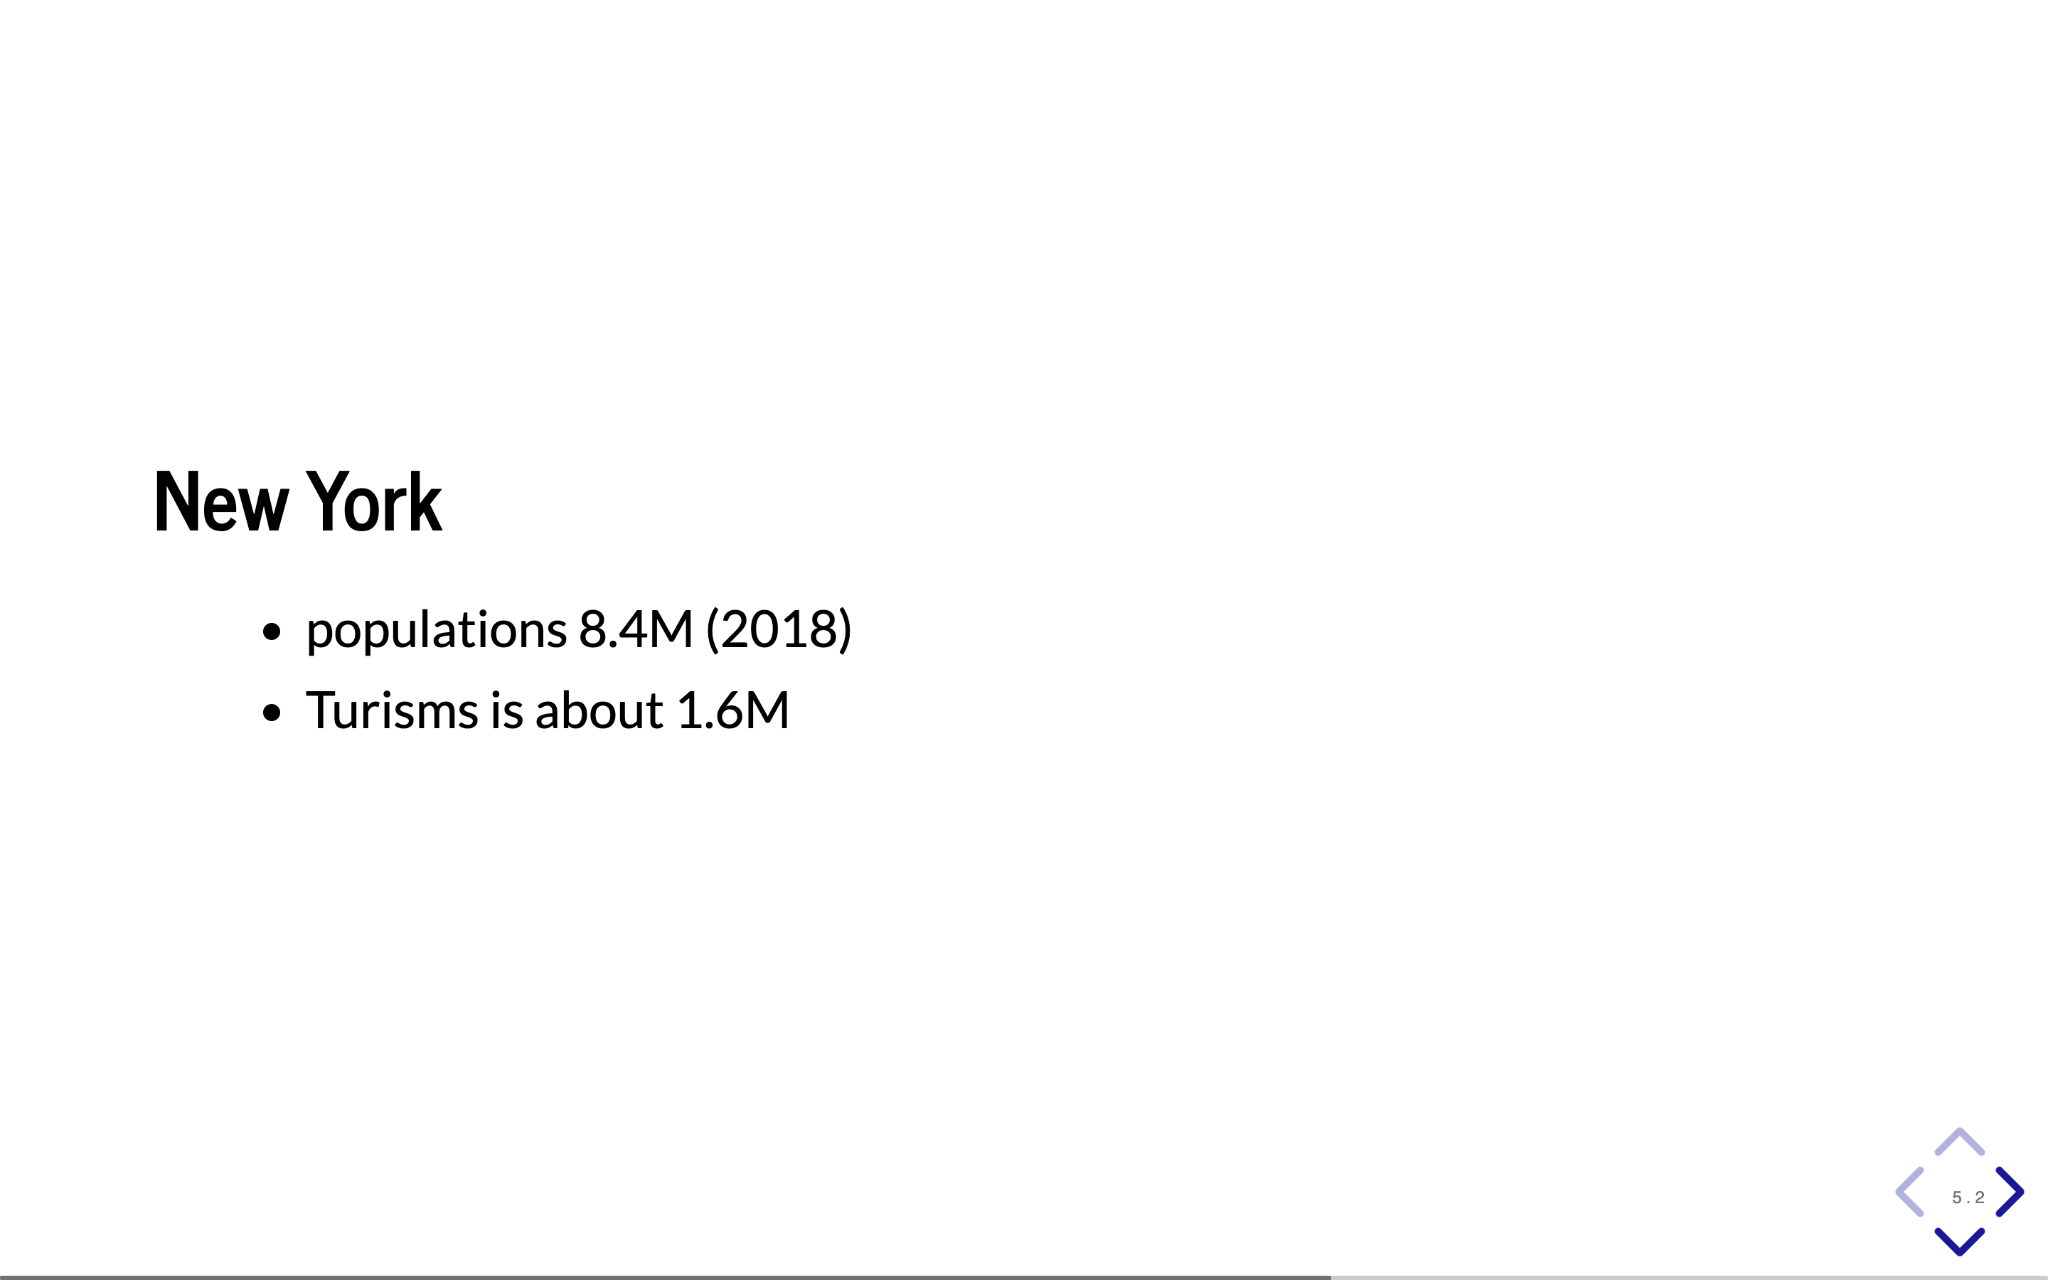 New York
populations 8.4M (2018)
Turisms is about 1.6M
5.2